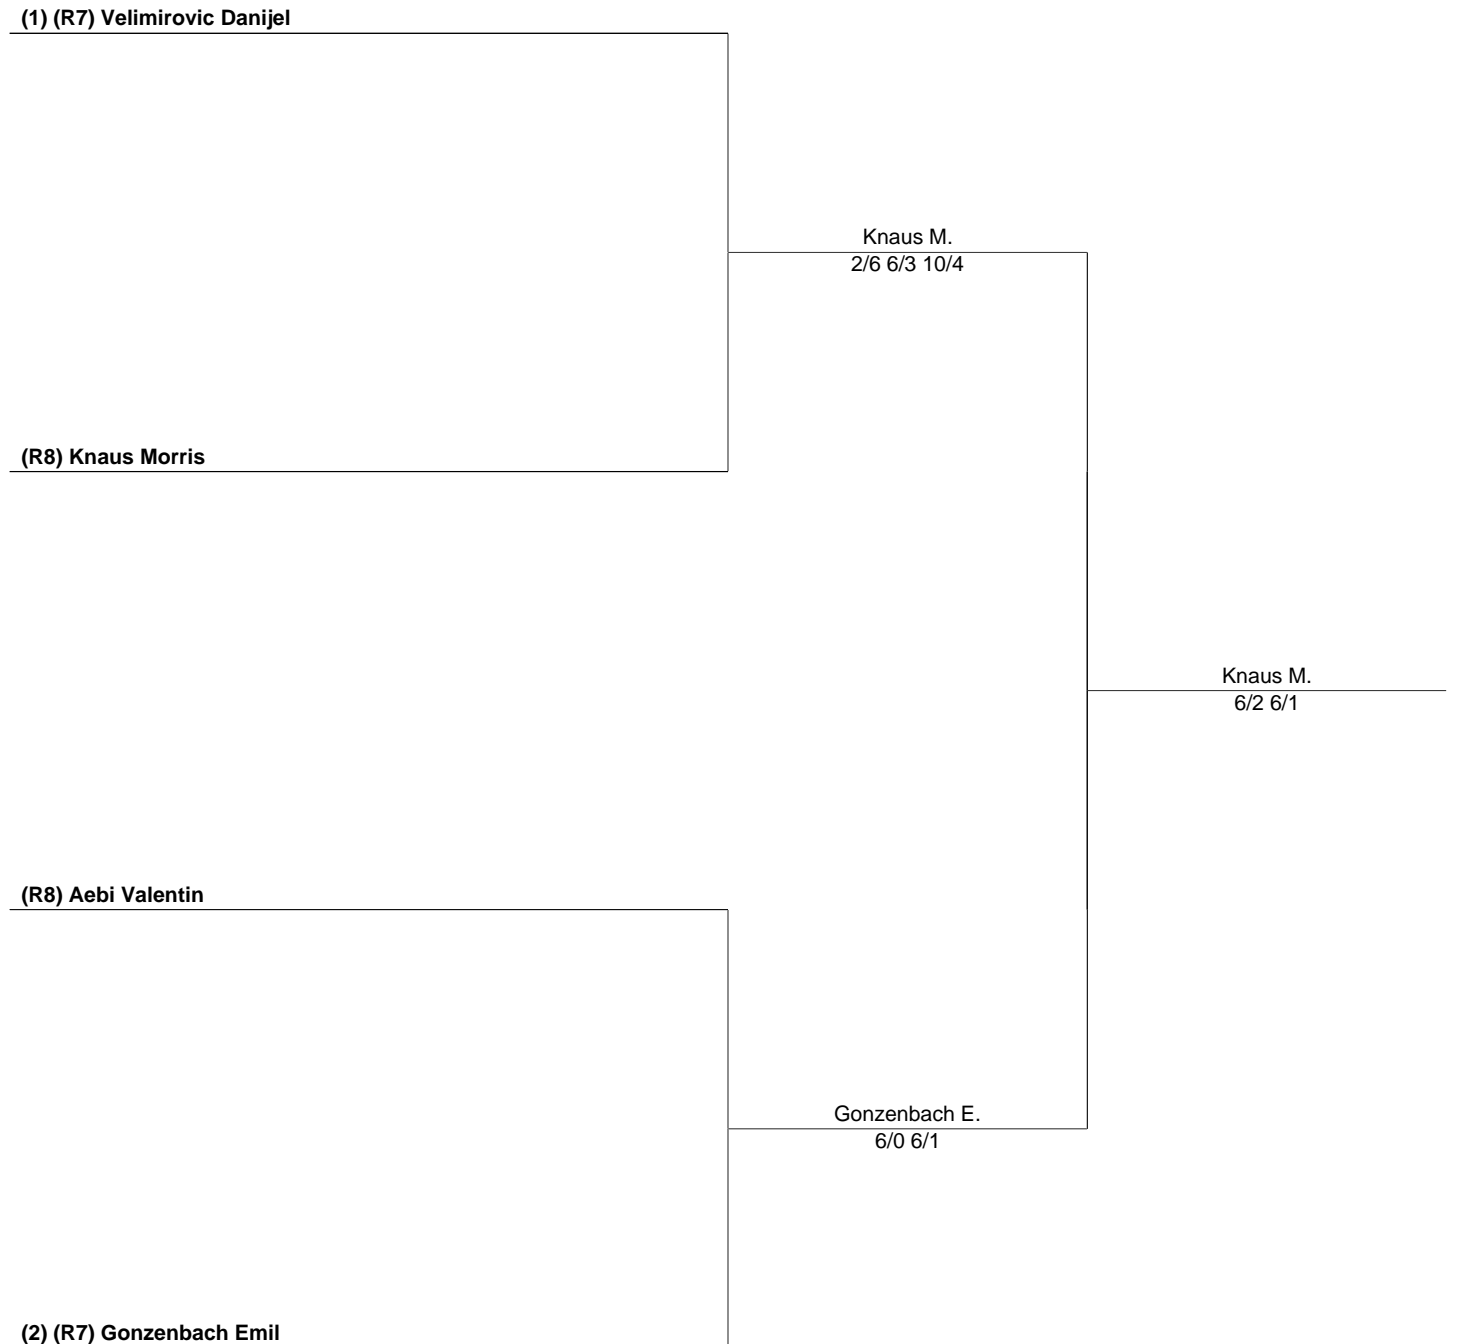 (1) (R7) Velimirovic Danijel
Knaus M.
2/6 6/3 10/4
(R8) Knaus Morris
Knaus M.
6/2 6/1
(R8) Aebi Valentin
Gonzenbach E.
6/0 6/1
(2) (R7) Gonzenbach Emil